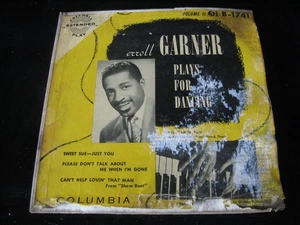 EXTENDED
PLAY
VOLUME II B-1741
erroll GARNER
PLAYS
FOR
DANCING
SWEET SUE—JUST YOU
PLEASE DON'T TALK ABOUT
ME WHEN I'M GONE
CAN'T HELP LOVIN' THAT MAN
From "Show Boat"
COLUMBIA